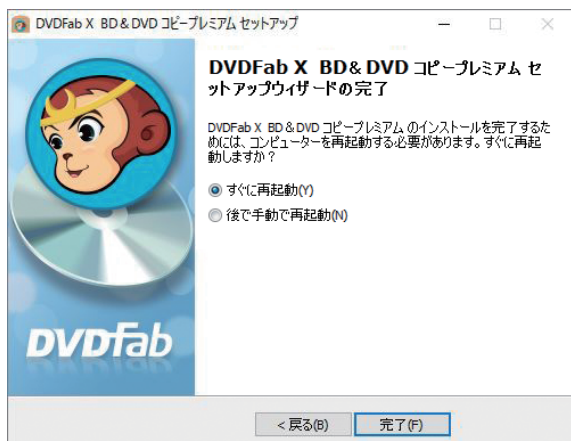 DVDFab X BD＆DVD コピープレミアム セットアップ
DVDFab X BD＆DVD コピープレミアム セ
ットアップウィザードの完了
DVDFab X BD＆DVD コピープレミアム のインストールを完了するた
めには、コンピューターを再起動する必要があります。すぐに再起
動しますか？
すぐに再起動(Y)
後で手動で再起動(N)
DVDFab
< 戻る(B)
完了(F)